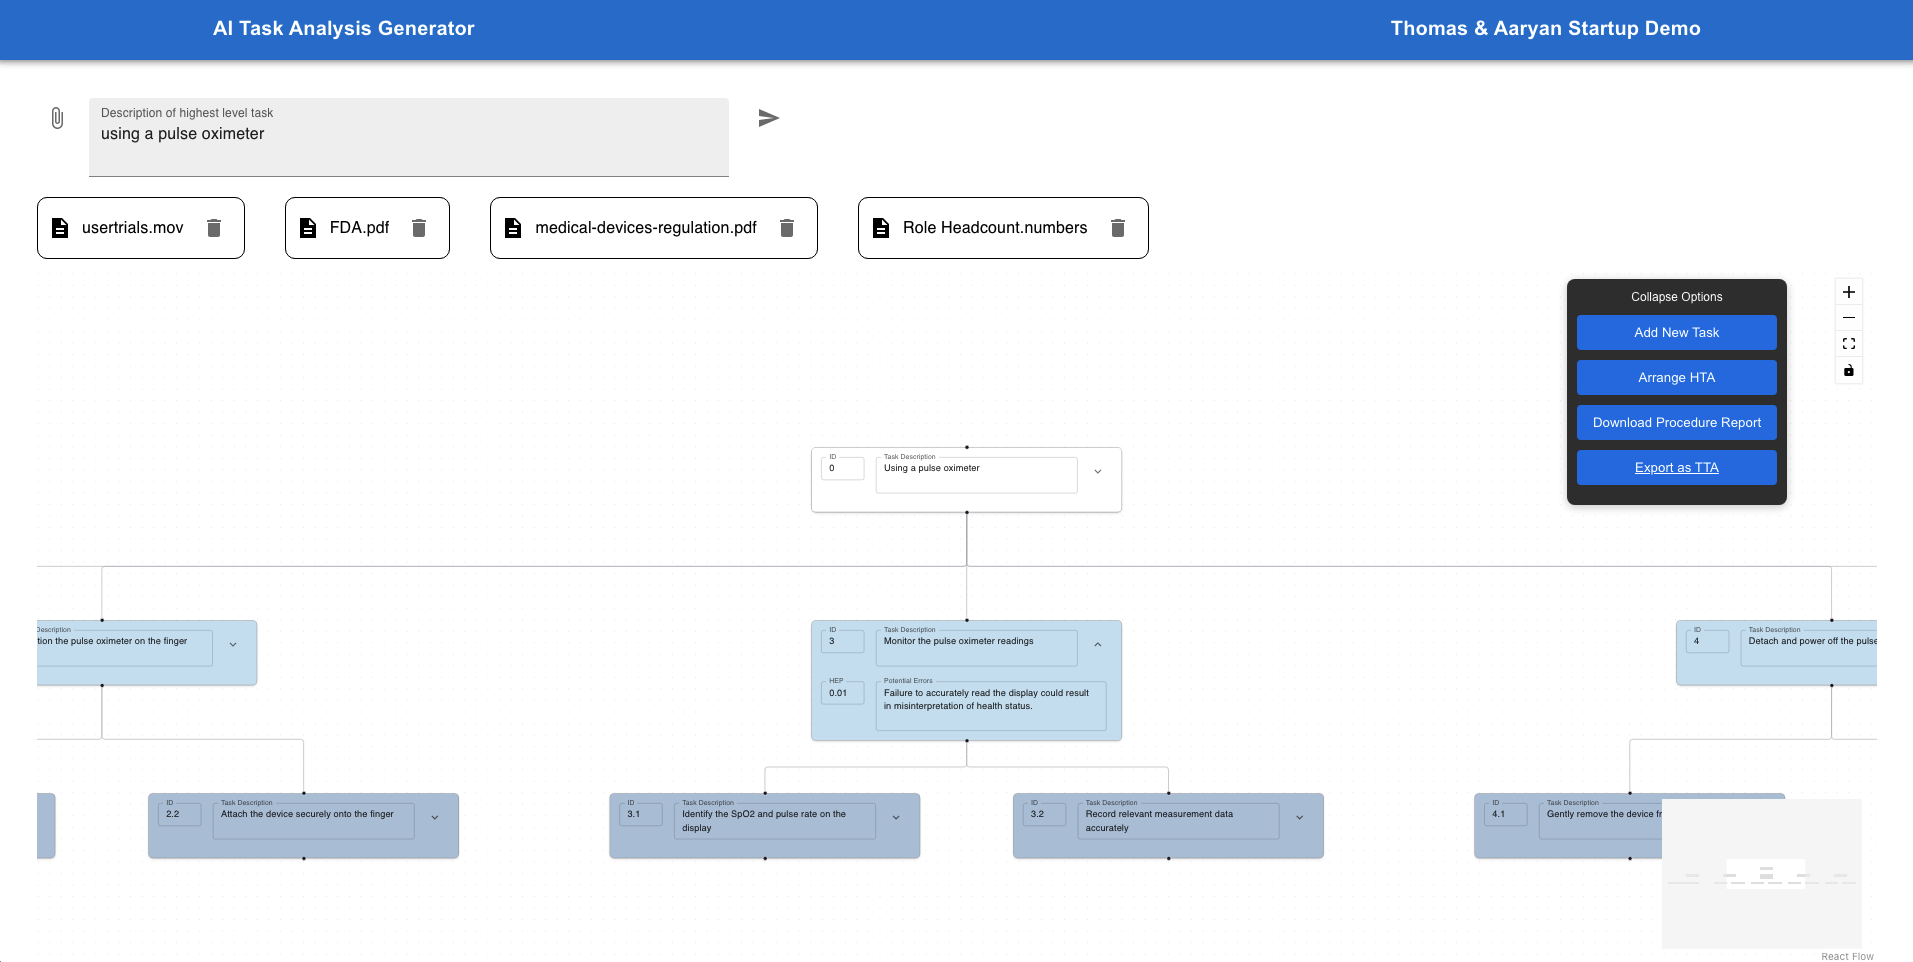 AI Task Analysis Generator
Thomas & Aaryan Startup Demo
Description of highest level task
using a pulse oximeter
usertrials.mov
FDA.pdf
medical-devices-regulation.pdf
Role Headcount.numbers
Collapse Options
Add New Task
Arrange HTA
Download Procedure Report
Export as TTA
ID
0
Task Description
Using a pulse oximeter
Description
tion the pulse oximeter on the finger
ID
3
Task Description
Monitor the pulse oximeter readings
HEP
0.01
Potential Errors
Failure to accurately read the display could result
in misinterpretation of health status.
ID
4
Task Description
Detach and power off the pulse
ID
2.2
Task Description
Attach the device securely onto the finger
ID
3.1
Task Description
Identify the SpO2 and pulse rate on the
display
ID
3.2
Task Description
Record relevant measurement data
accurately
ID
4.1
Task Description
Gently remove the device fr
React Flow